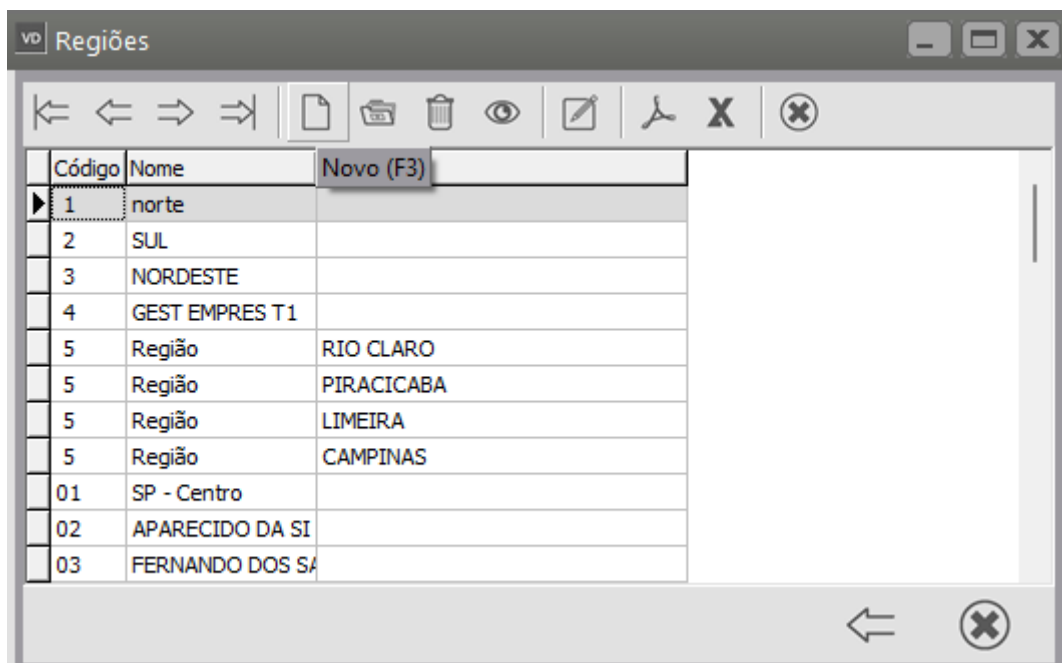 VD Regiões
X
Código Nome Novo (F3)
1 norte
2 SUL
3 NORDESTE
4 GEST EMPRES T1
5 Região RIO CLARO
5 Região PIRACICABA
5 Região LIMEIRA
5 Região CAMPINAS
01 SP - Centro
02 APARECIDO DA SI
03 FERNANDO DOS SA